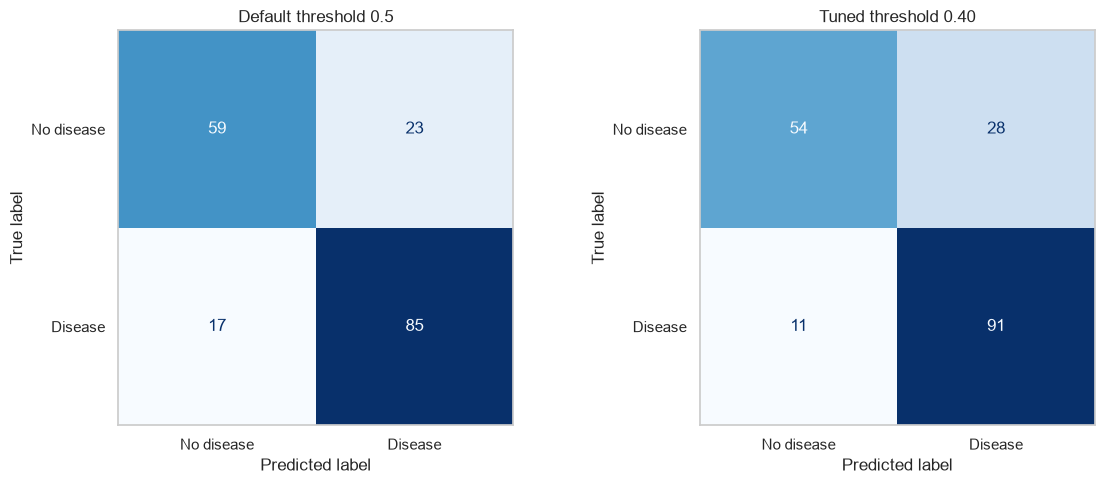 Default threshold 0.5
No disease
59
23
Disease
17
85
True label
No disease
Disease
Predicted label
Tuned threshold 0.40
No disease
54
28
Disease
11
91
True label
No disease
Disease
Predicted label